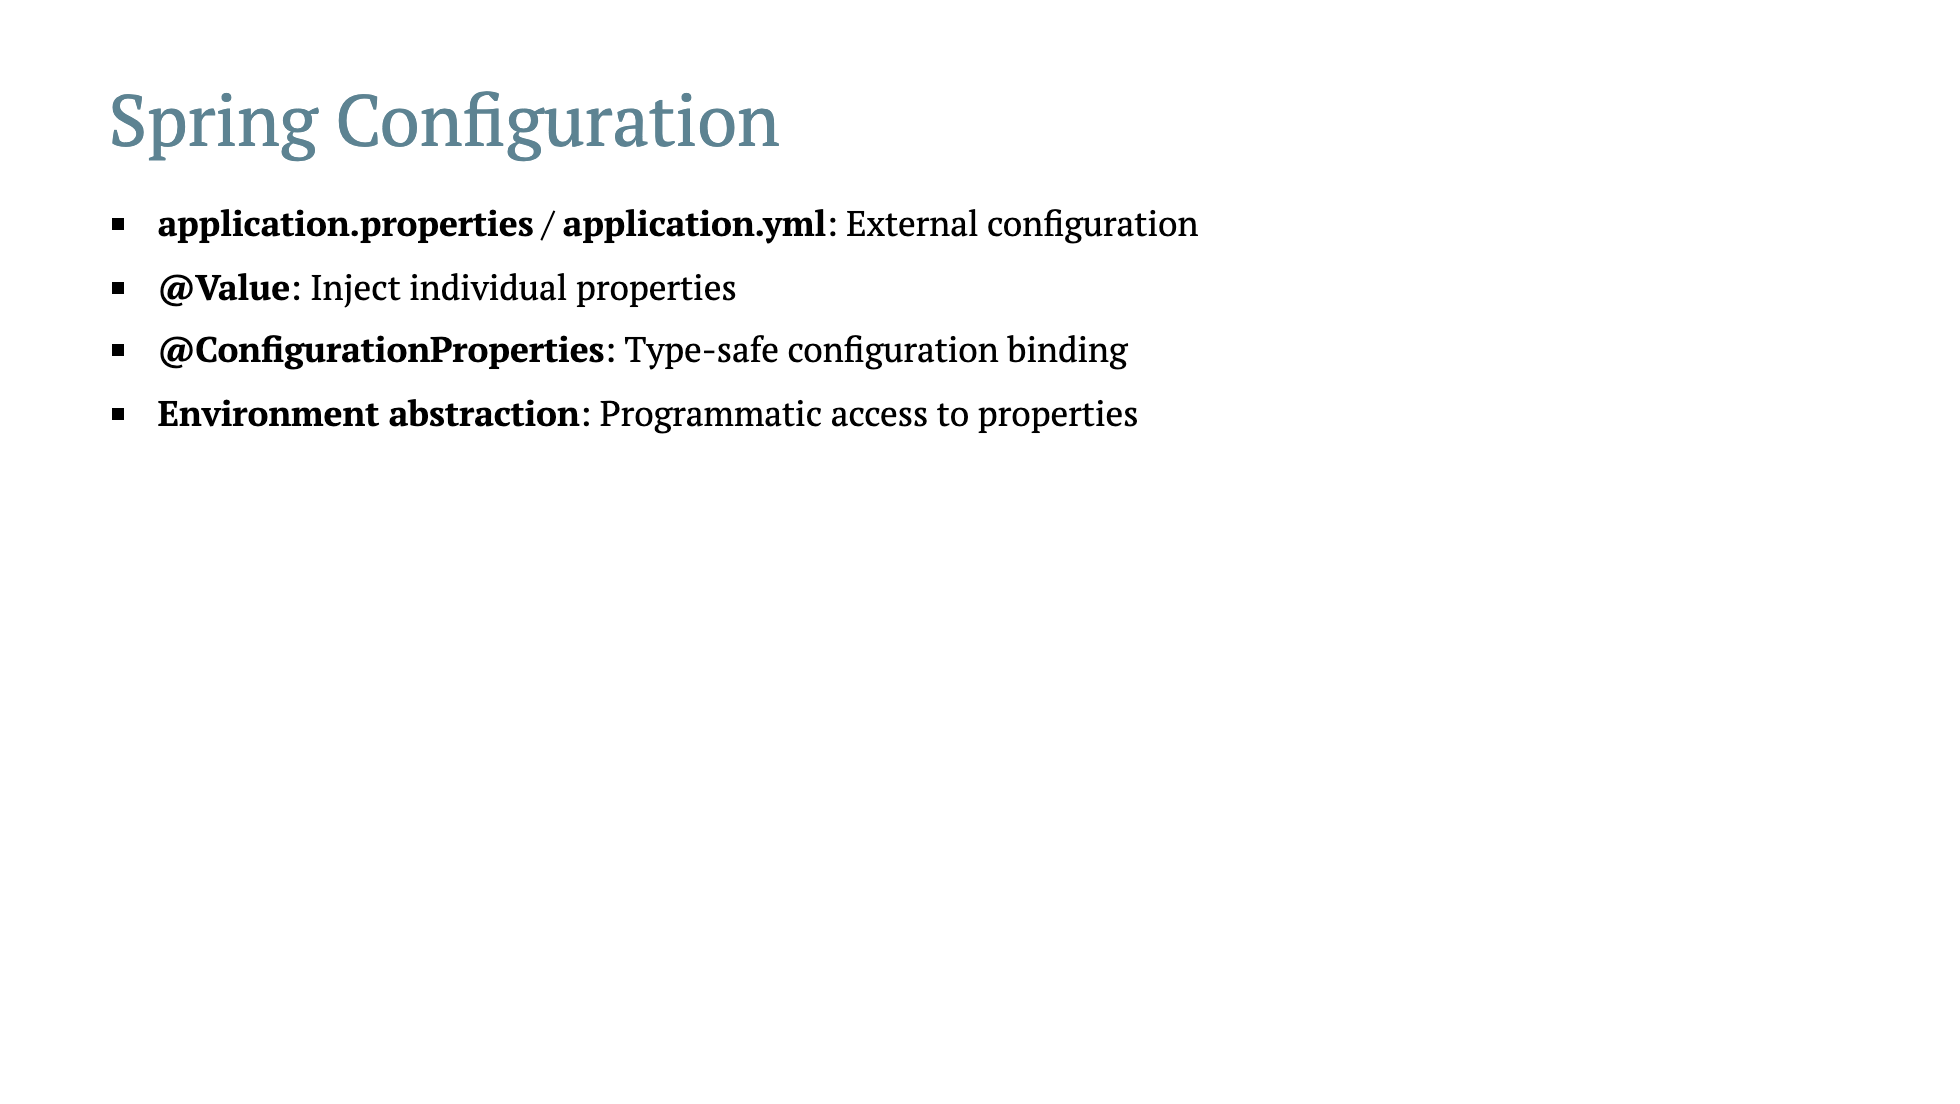 Spring Configuration
▪ application.properties / application.yml: External configuration
▪ @Value: Inject individual properties
▪ @ConfigurationProperties: Type-safe configuration binding
▪ Environment abstraction: Programmatic access to properties